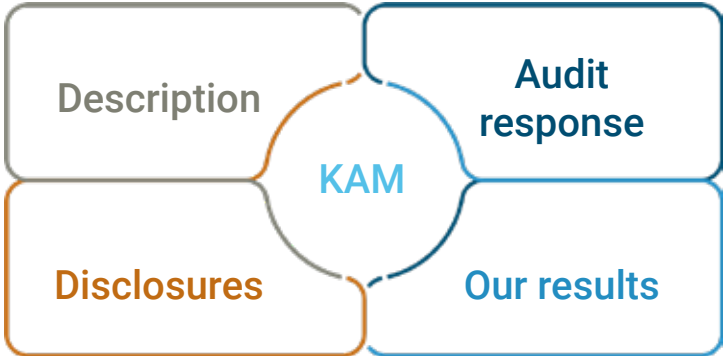 Description
Audit
response
KAM
Disclosures
Our results